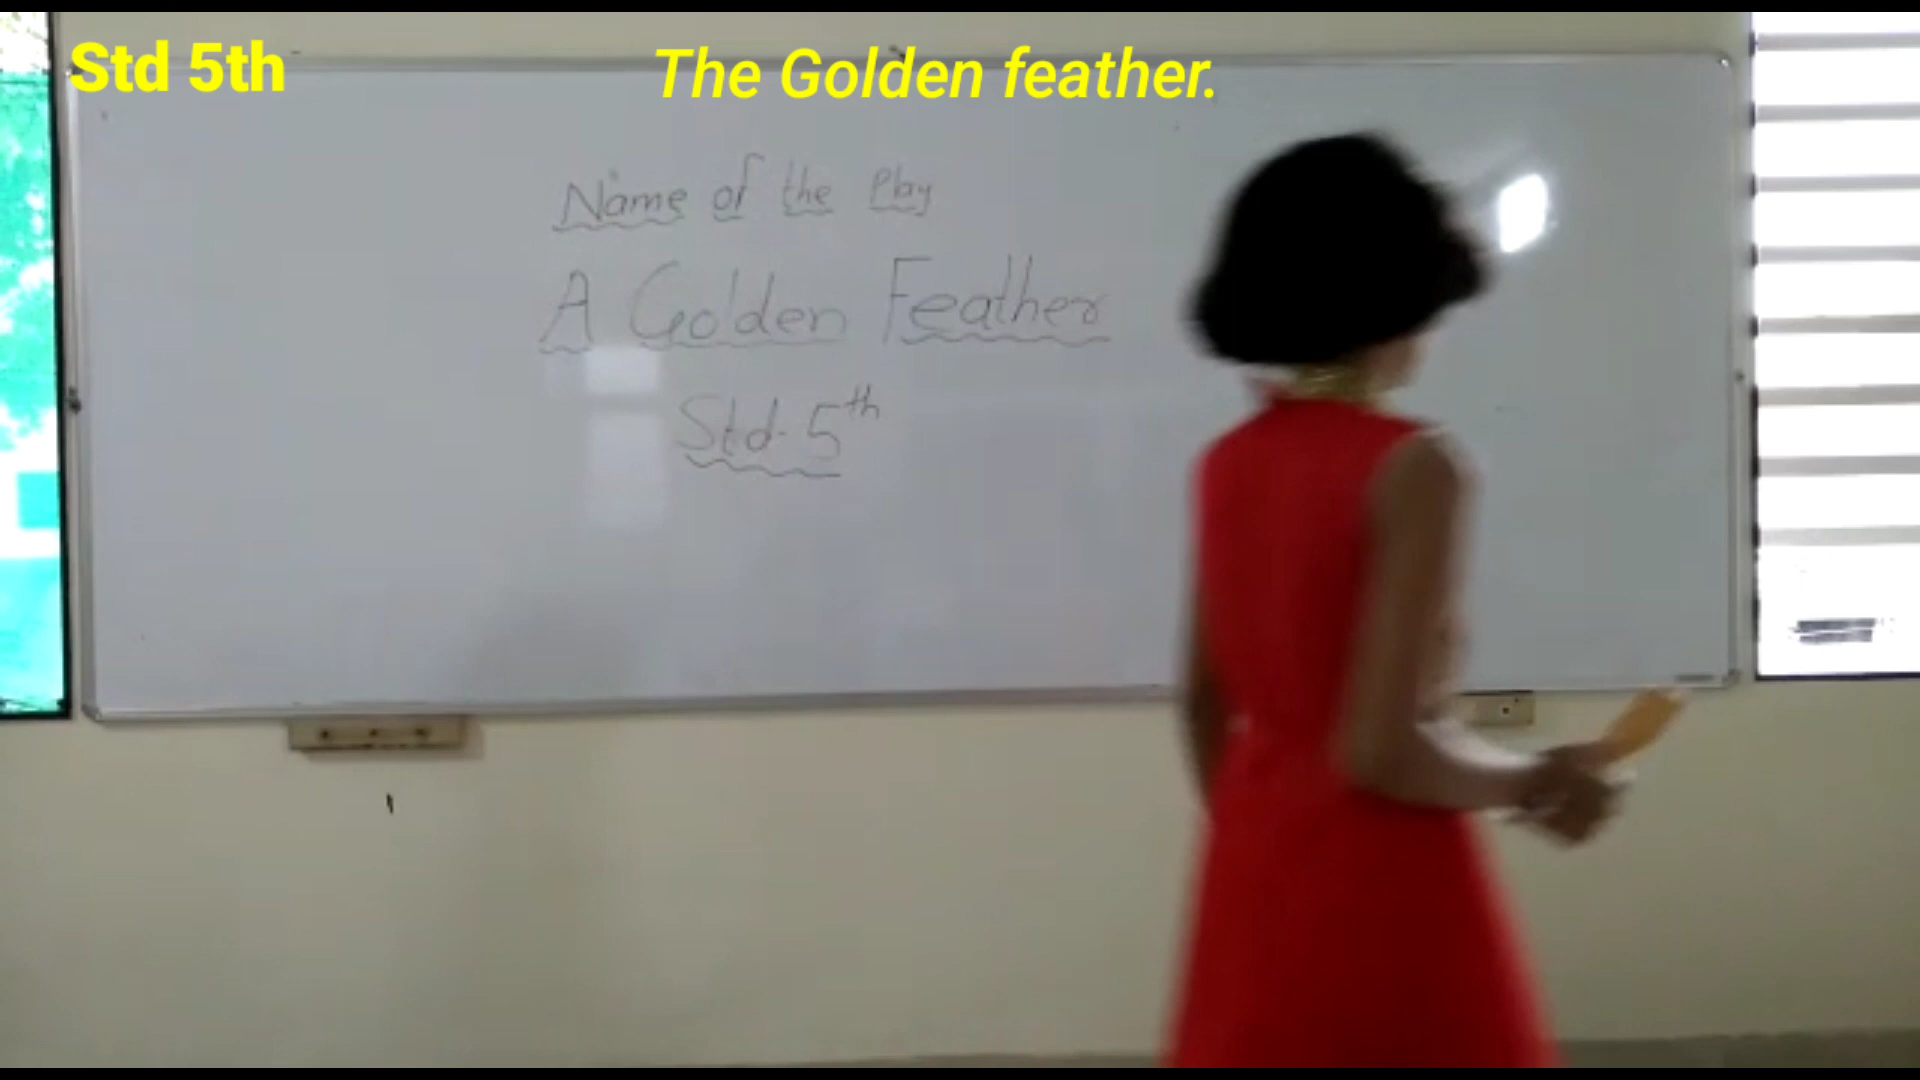 Std 5th
The Golden feather.
Name of the Play
A Golden Feather
Std. 5th